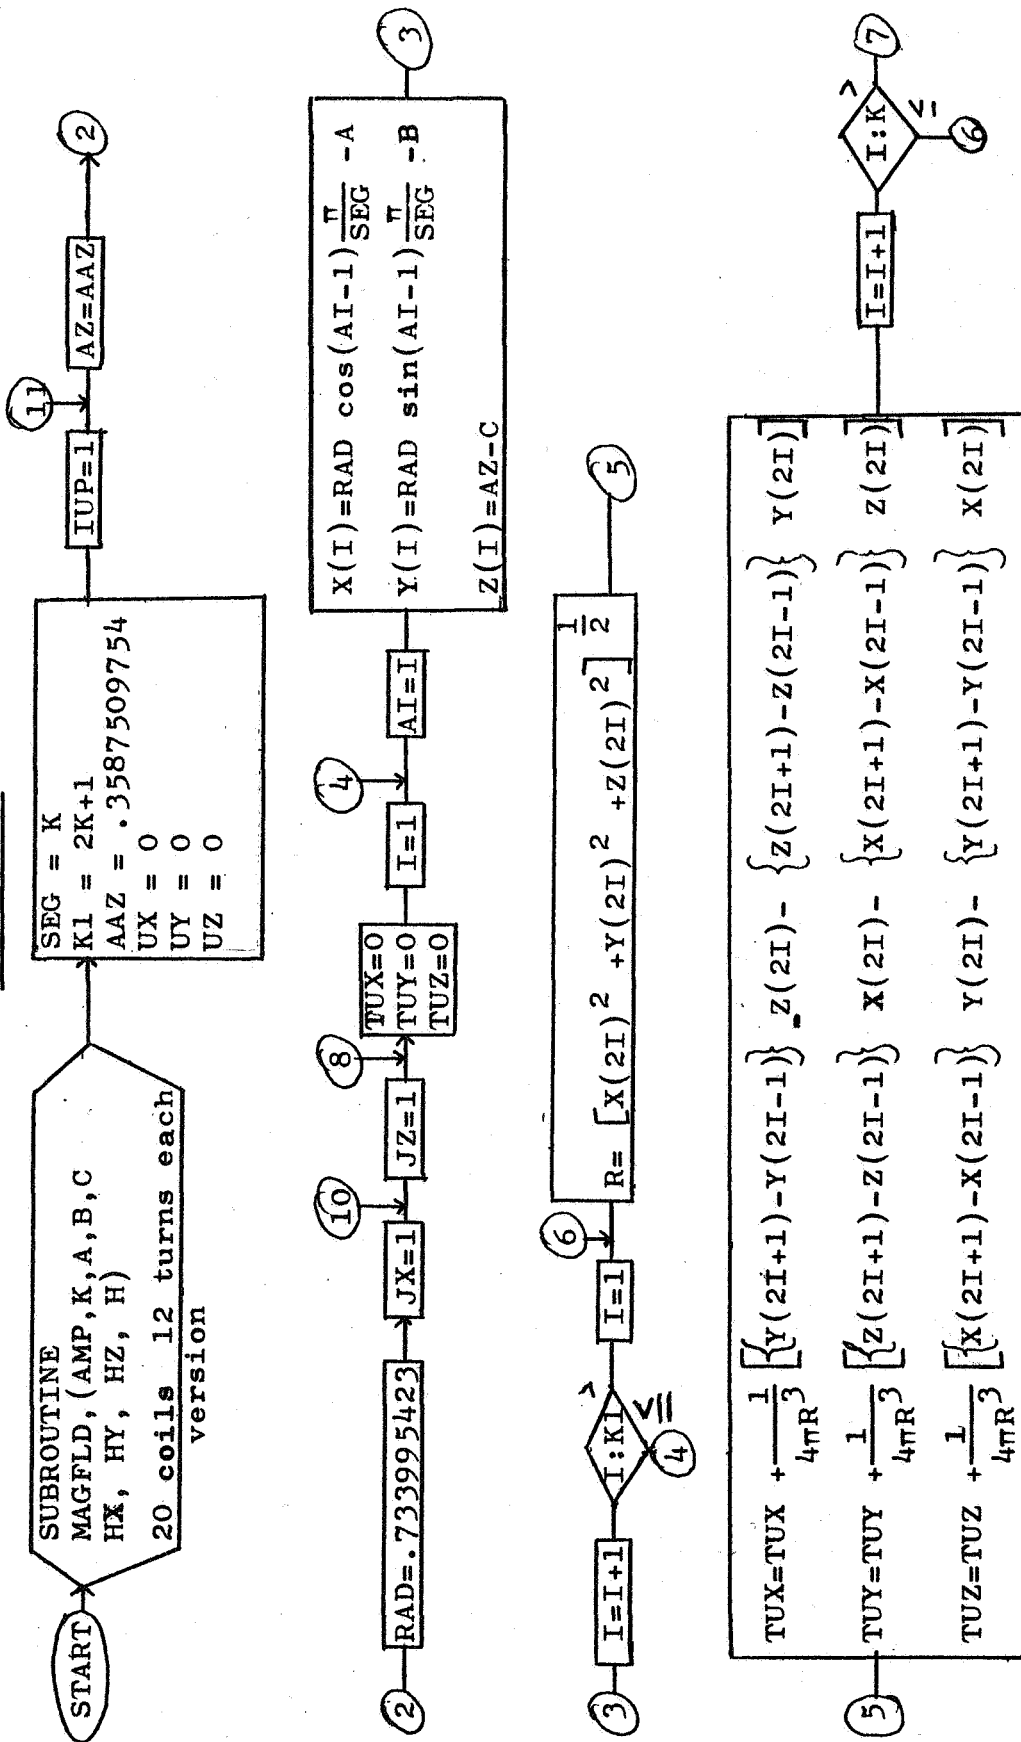 START
SUBROUTINE
MAGFLD,(AMP,K,A,B,C
HX, HY, HZ, H)
20 coils 12 turns each
version
SEG = K
K1 = 2K+1
AAZ = .3587509754
UX = 0
UY = 0
UZ = 0
IUP=1
11
AZ=AAZ
2
2
RAD=.733995423
JX=1
10
JZ=1
8
TUX=0
TUY=0
TUZ=0
I=1
4
AI=I
X(I)=RAD cos(AI-1) π/SEG -A
Y(I)=RAD sin(AI-1) π/SEG -B
Z(I)=AZ-C
3
3
I=I+1
I:K1
>
≤
4
I=1
6
R= [X(2I)² +Y(2I)² +Z(2I)²]^1/2
5
5
TUX=TUX + 1/4πR³ [{Y(2I+1)-Y(2I-1)} Z(2I)- {Z(2I+1)-Z(2I-1)} Y(2I)]
TUY=TUY + 1/4πR³ [{Z(2I+1)-Z(2I-1)} X(2I)- {X(2I+1)-X(2I-1)} Z(2I)]
TUZ=TUZ + 1/4πR³ [{X(2I+1)-X(2I-1)} Y(2I)- {Y(2I+1)-Y(2I-1)} X(2I)]
I=I+1
I:K
>
≤
7
6